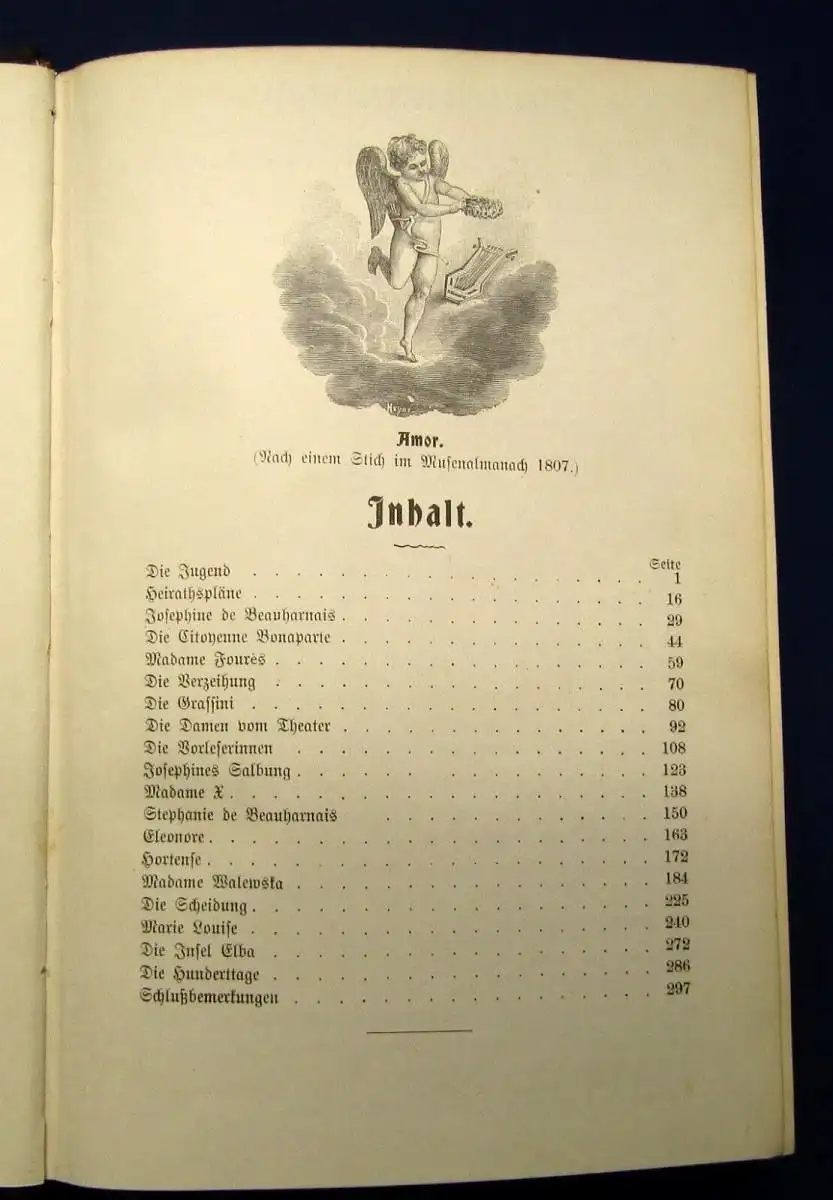 Amor.
(Nach einem Stich im Musenalmanach 1807.)
Inhalt.
Seite
Die Jugend . . . . . . . . . . . . . . . . . . 1
Heirathspläne . . . . . . . . . . . . . . . . . . 16
Josephine de Beauharnais . . . . . . . . . . . . . . 29
Die Citoyenne Bonaparte . . . . . . . . . . . . . . 44
Madame Fourès . . . . . . . . . . . . . . . . . 59
Die Verzeihung . . . . . . . . . . . . . . . . . 70
Die Grassini . . . . . . . . . . . . . . . . . . 80
Die Damen vom Theater . . . . . . . . . . . . . . 92
Die Vorleserinnen . . . . . . . . . . . . . . . . 108
Josephines Salbung . . . . . . . . . . . . . . . . 123
Madame X . . . . . . . . . . . . . . . . . . . 138
Stephanie de Beauharnais . . . . . . . . . . . . 150
Eleonore . . . . . . . . . . . . . . . . . . . . 163
Hortense . . . . . . . . . . . . . . . . . . . . 172
Madame Walewska . . . . . . . . . . . . . . . . 184
Die Scheidung . . . . . . . . . . . . . . . . . . 225
Marie Louise . . . . . . . . . . . . . . . . . . 240
Die Insel Elba . . . . . . . . . . . . . . . . . 272
Die Hunderttage . . . . . . . . . . . . . . . . . 286
Schlußbemerkungen . . . . . . . . . . . . . . . . 297